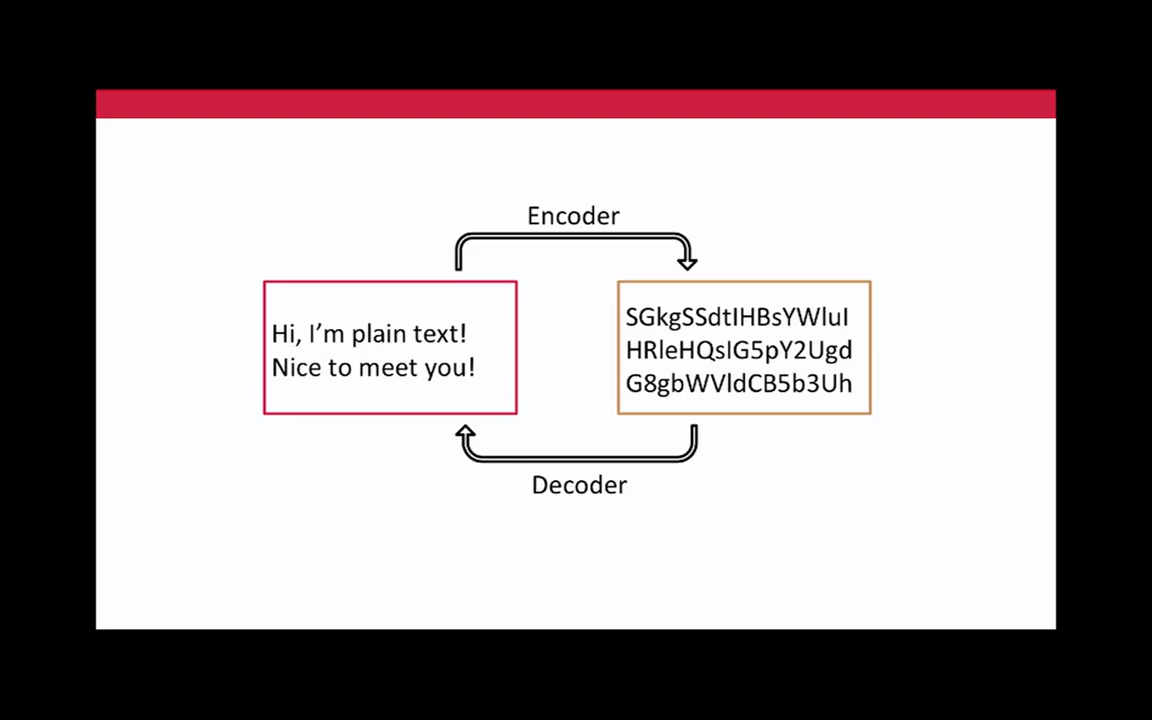 Encoder
Hi, I’m plain text!
Nice to meet you!
SGkgSSdtIHBsYWluI
HRleHQsIG5pY2Ugd
G8gbWVldCB5b3Uh
Decoder